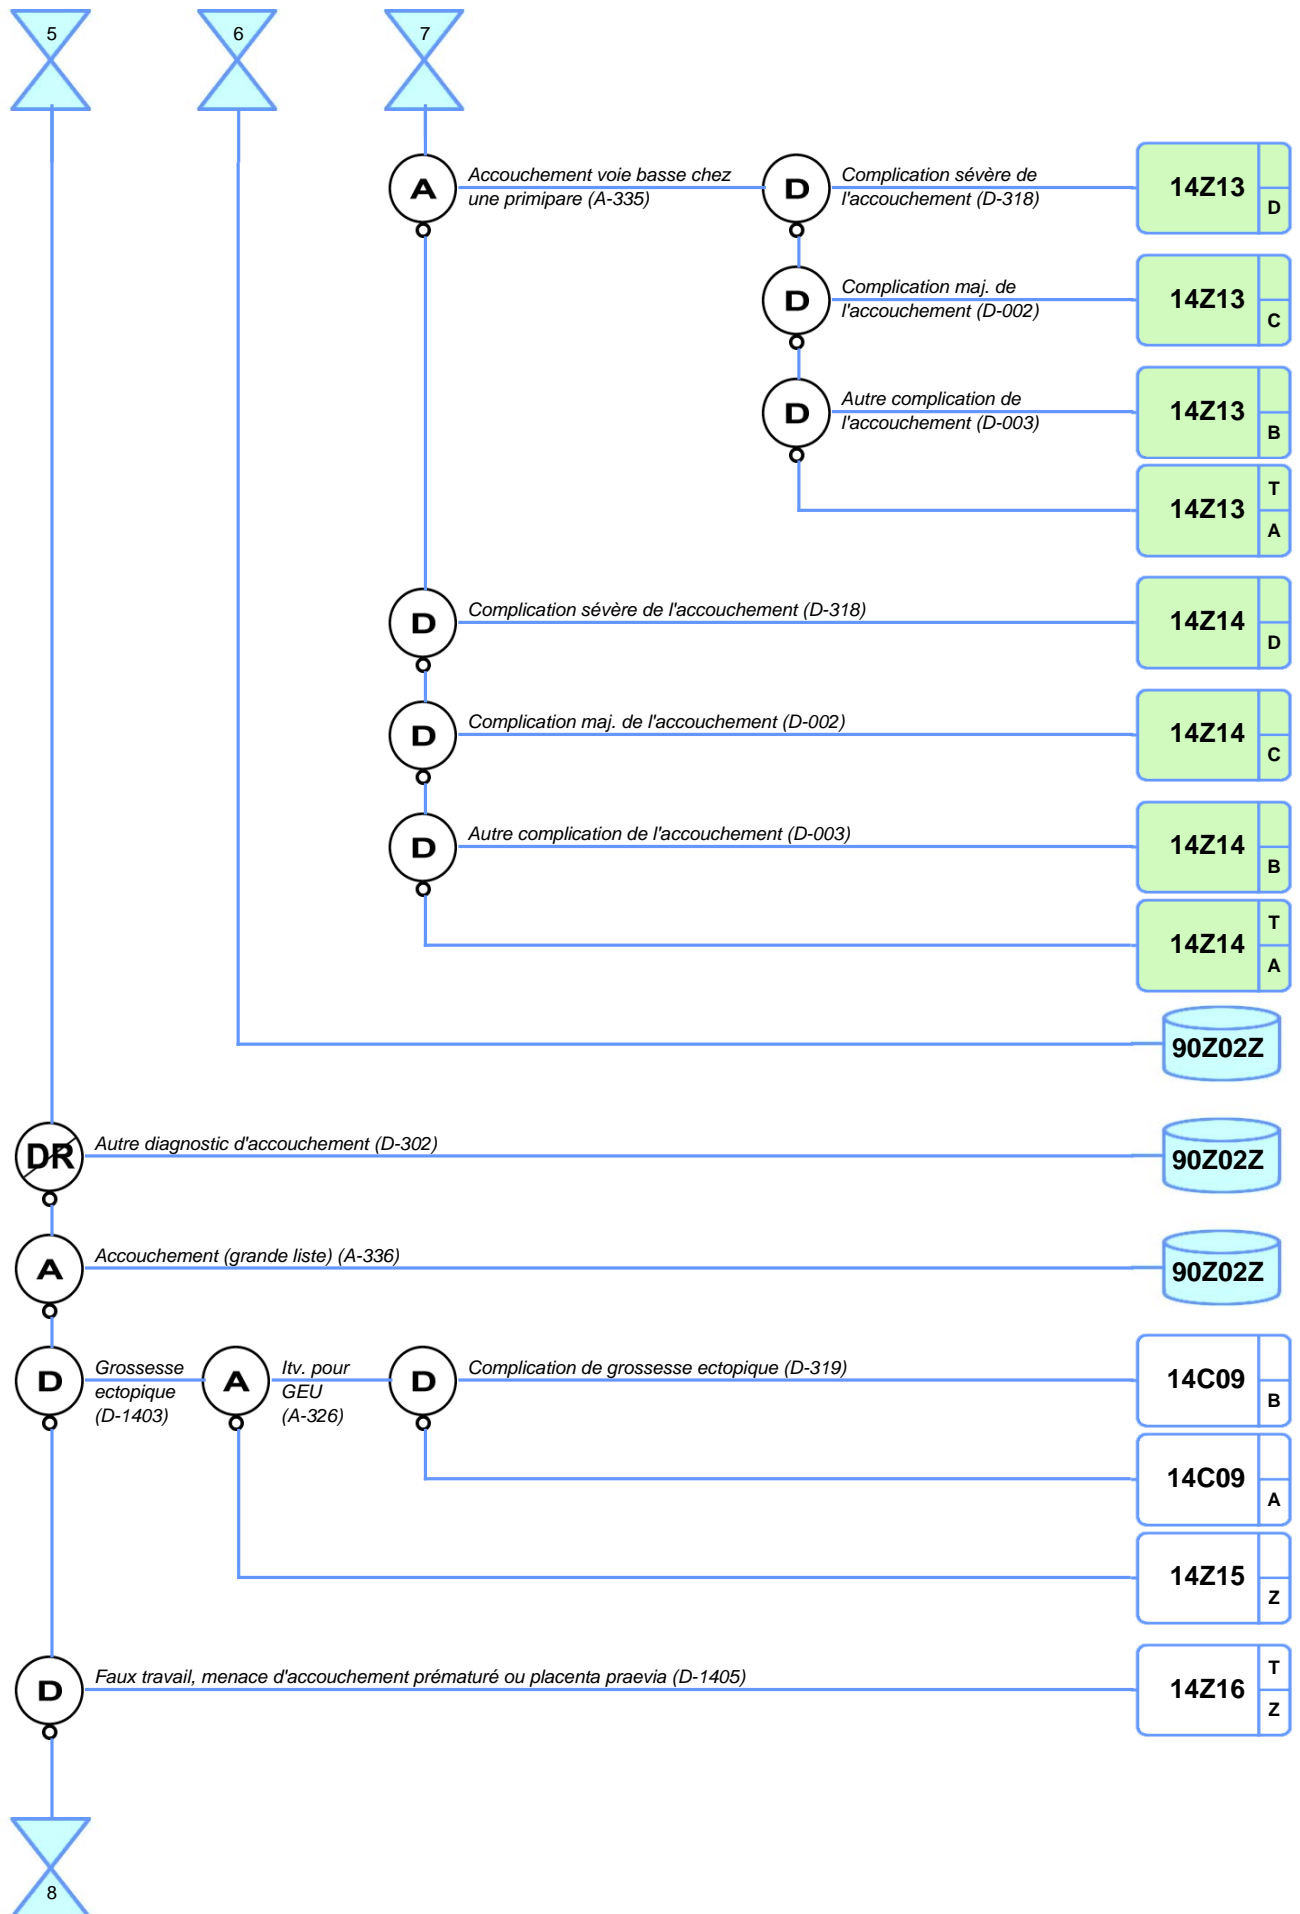 5
6
7
A
Accouchement voie basse chez
une primipare (A-335)
D
Complication sévère de
l'accouchement (D-318)
14Z13
D
D
Complication maj. de
l'accouchement (D-002)
14Z13
C
D
Autre complication de
l'accouchement (D-003)
14Z13
B
14Z13
T
A
D
Complication sévère de l'accouchement (D-318)
14Z14
D
D
Complication maj. de l'accouchement (D-002)
14Z14
C
D
Autre complication de l'accouchement (D-003)
14Z14
B
14Z14
T
A
90Z02Z
DR
Autre diagnostic d'accouchement (D-302)
90Z02Z
A
Accouchement (grande liste) (A-336)
90Z02Z
D
Grossesse
ectopique
(D-1403)
A
Itv. pour
GEU
(A-326)
D
Complication de grossesse ectopique (D-319)
14C09
B
14C09
A
14Z15
Z
D
Faux travail, menace d'accouchement prématuré ou placenta praevia (D-1405)
14Z16
T
Z
8